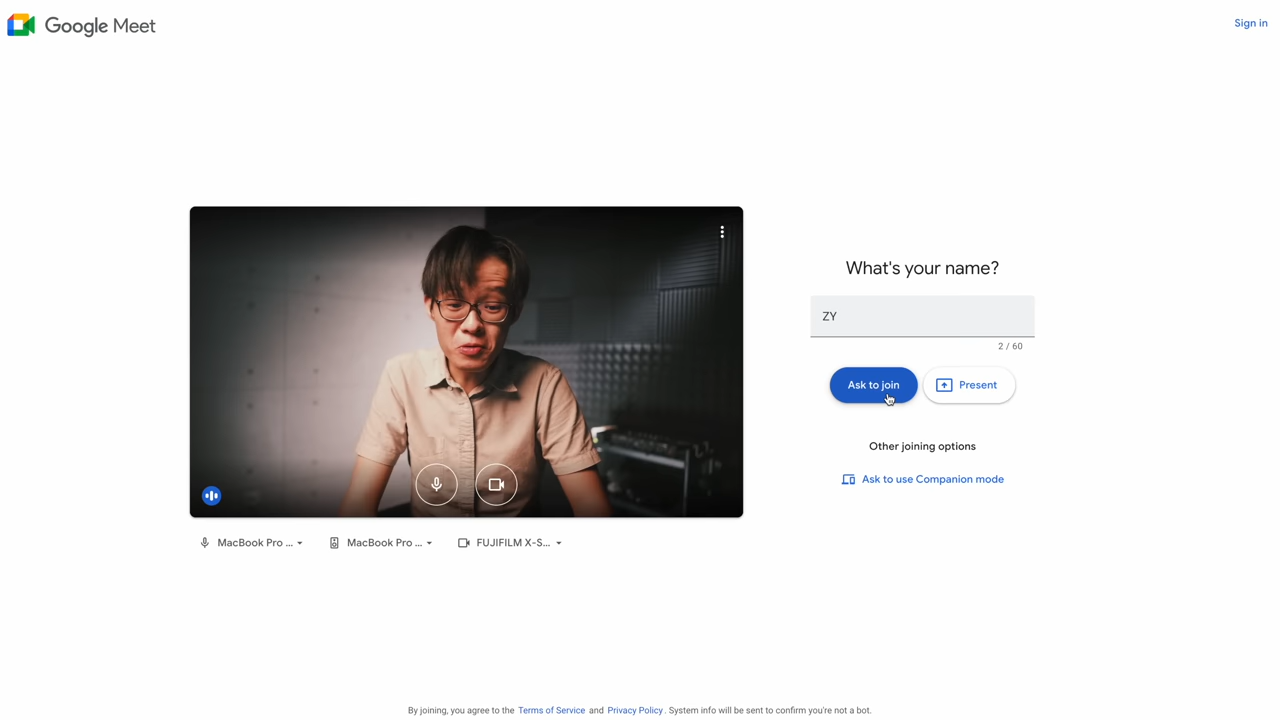 Google Meet
Sign in
What's your name?
ZY
2 / 60
Ask to join
Present
Other joining options
Ask to use Companion mode
MacBook Pro ...
MacBook Pro ...
FUJIFILM X-S...
By joining, you agree to the Terms of Service and Privacy Policy. System info will be sent to confirm you're not a bot.